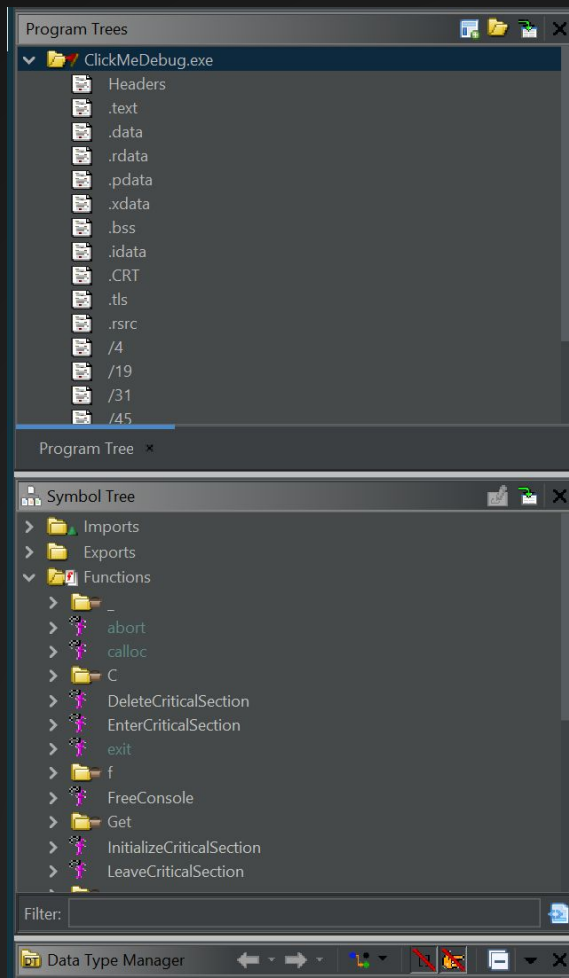 Program Trees
ClickMeDebug.exe
Headers
.text
.data
.rdata
.pdata
.xdata
.bss
.idata
.CRT
.tls
.rsrc
/4
/19
/31
/45
Program Tree ×
Symbol Tree
Imports
Exports
Functions
_
abort
calloc
C
DeleteCriticalSection
EnterCriticalSection
exit
f
FreeConsole
Get
InitializeCriticalSection
LeaveCriticalSection
Filter:
Data Type Manager